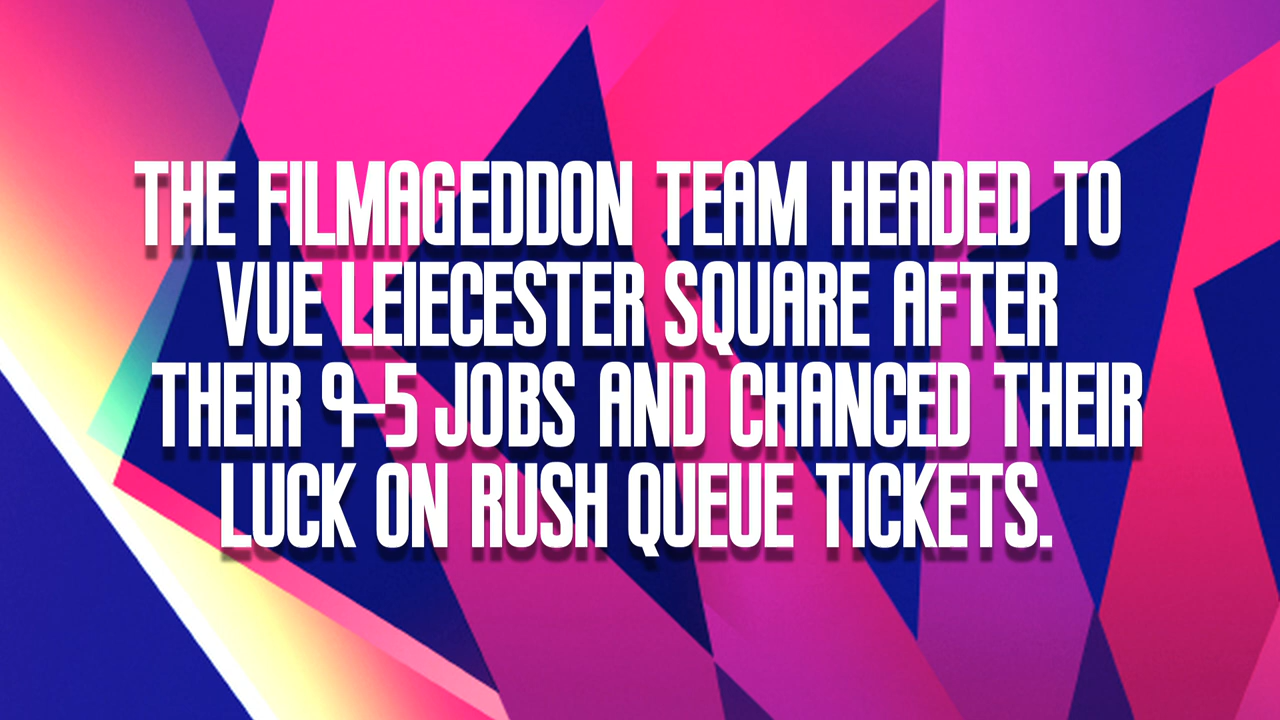 THE FILMAGEDDON TEAM HEADED TO
VUE LEIECESTER SQUARE AFTER
THEIR 9-5 JOBS AND CHANCED THEIR
LUCK ON RUSH QUEUE TICKETS.